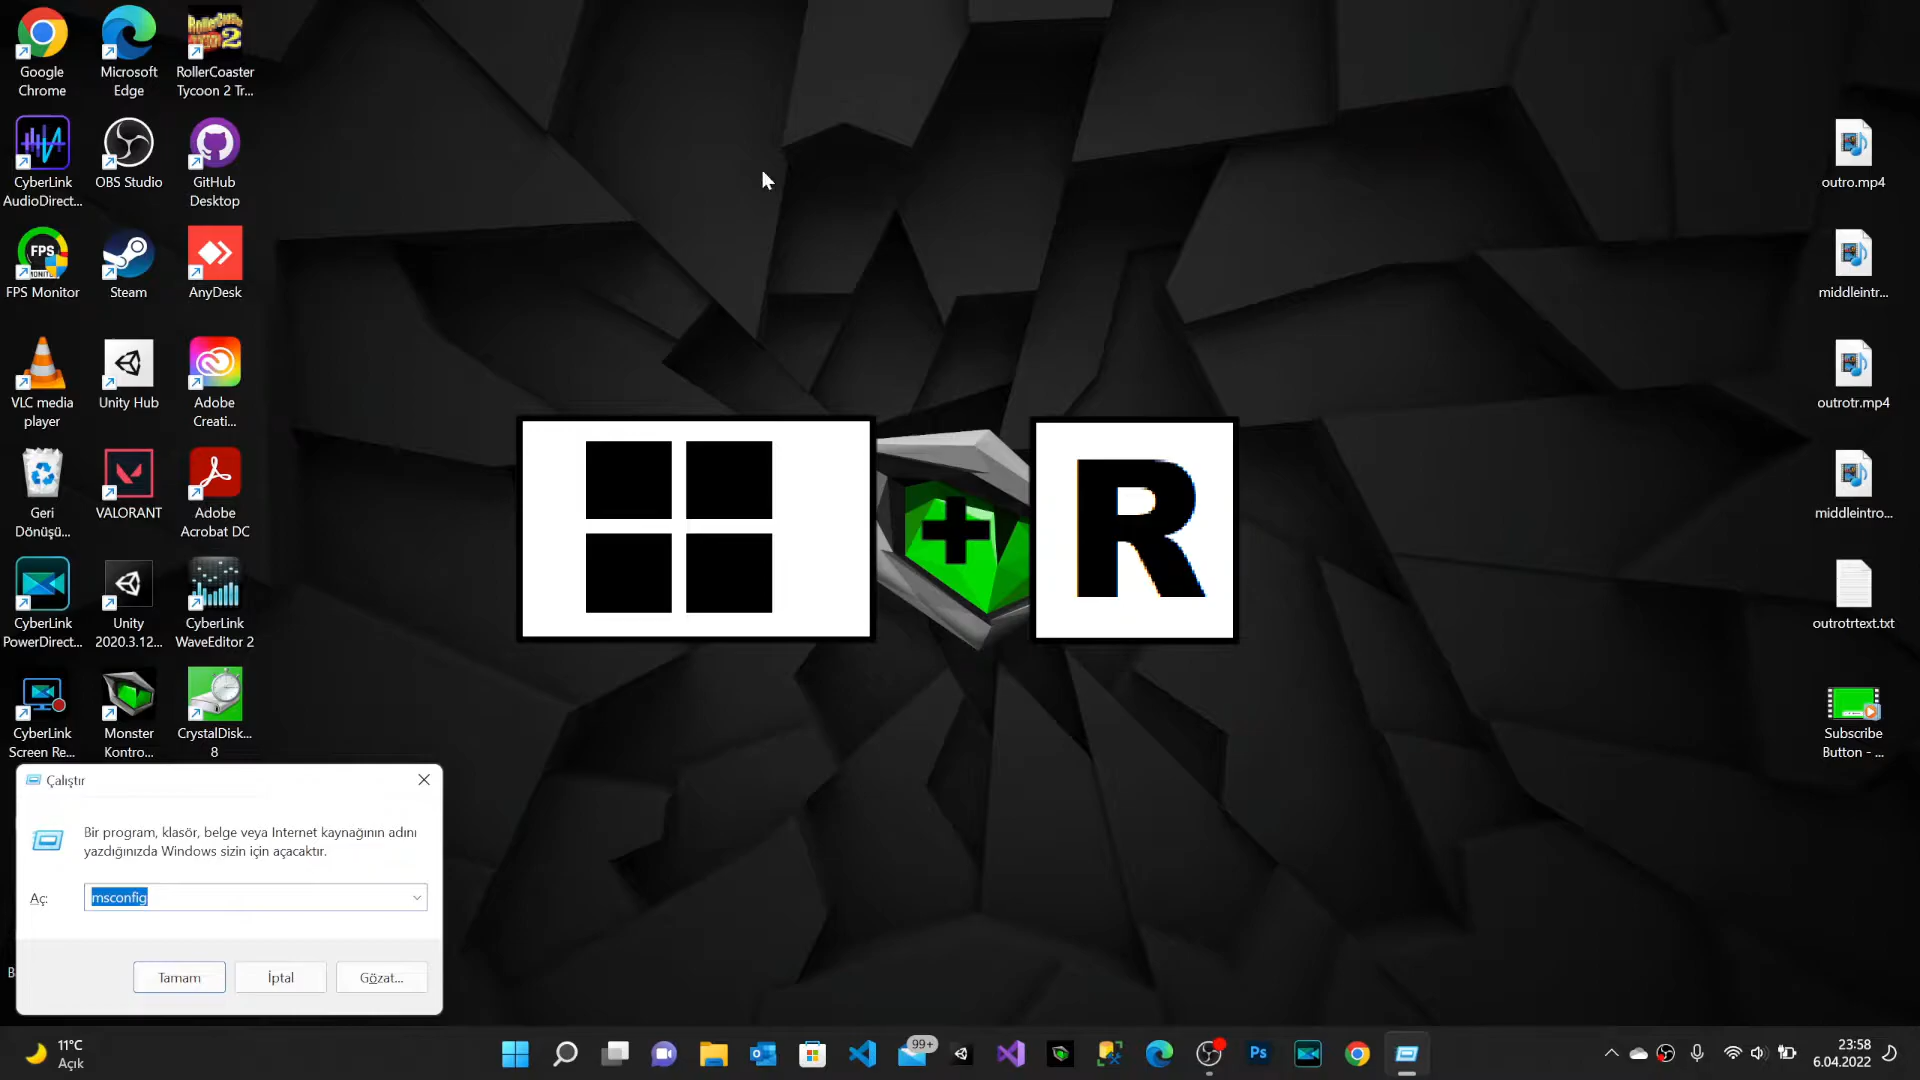 Google
Chrome
Microsoft
Edge
RollerCoaster
Tycoon 2 Tr...
CyberLink
AudioDirect...
OBS Studio
GitHub
Desktop
FPS
FPS Monitor
Steam
AnyDesk
VLC media
player
Unity Hub
Adobe
Creati...
Geri
Dönüşü...
VALORANT
Adobe
Acrobat DC
CyberLink
PowerDirect...
Unity
2020.3.12...
CyberLink
WaveEditor 2
CyberLink
Screen Re...
Monster
Kontro...
CrystalDisk...
8
outro.mp4
middleintr...
outrotr.mp4
middleintro...
outrotrtext.txt
Subscribe
Button - ...
+
R
Çalıştır
Bir program, klasör, belge veya Internet kaynağının adını
yazdığınızda Windows sizin için açacaktır.
Aç:
msconfig
Tamam
İptal
Gözat...
11°C
Açık
99+
Ps
23:58
6.04.2022